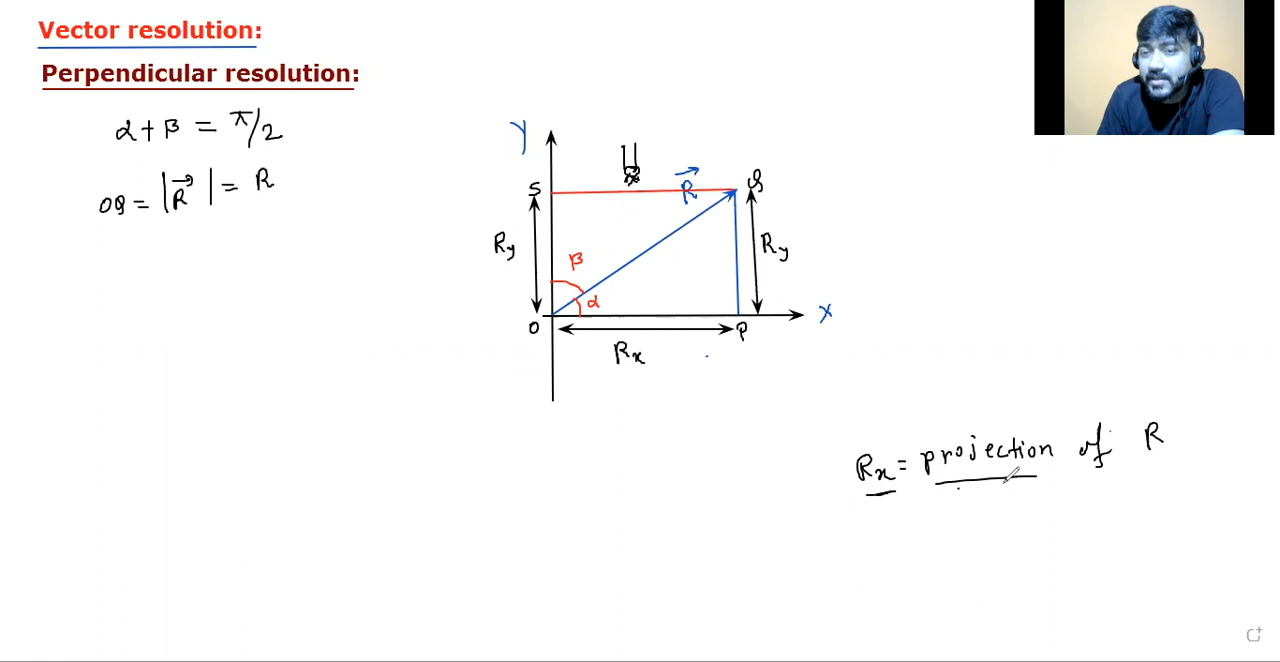 Vector resolution:
Perpendicular resolution:
α + β = π/2
OQ = |R⃗| = R
Y
S
R⃗
Q
Ry
β
Ry
α
O
P
X
Rx
Rx = projection of R